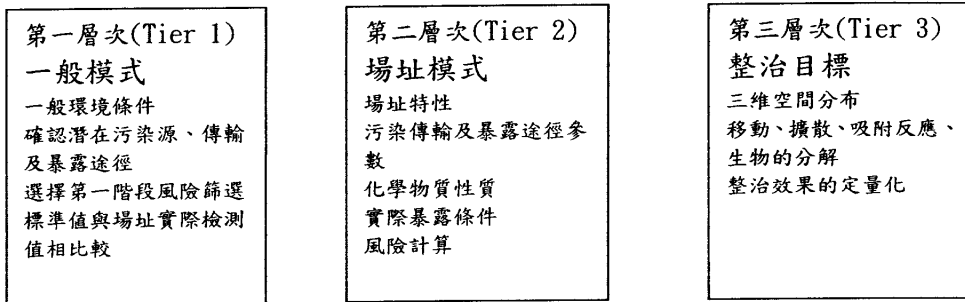 第一層次(Tier 1)
一般模式
一般環境條件
確認潛在污染源、傳輸
及暴露途徑
選擇第一階段風險篩選
標準值與場址實際檢測
值相比較
第二層次(Tier 2)
場址模式
場址特性
污染傳輸及暴露途徑參
數
化學物質性質
實際暴露條件
風險計算
第三層次(Tier 3)
整治目標
三維空間分布
移動、擴散、吸附反應、
生物的分解
整治效果的定量化